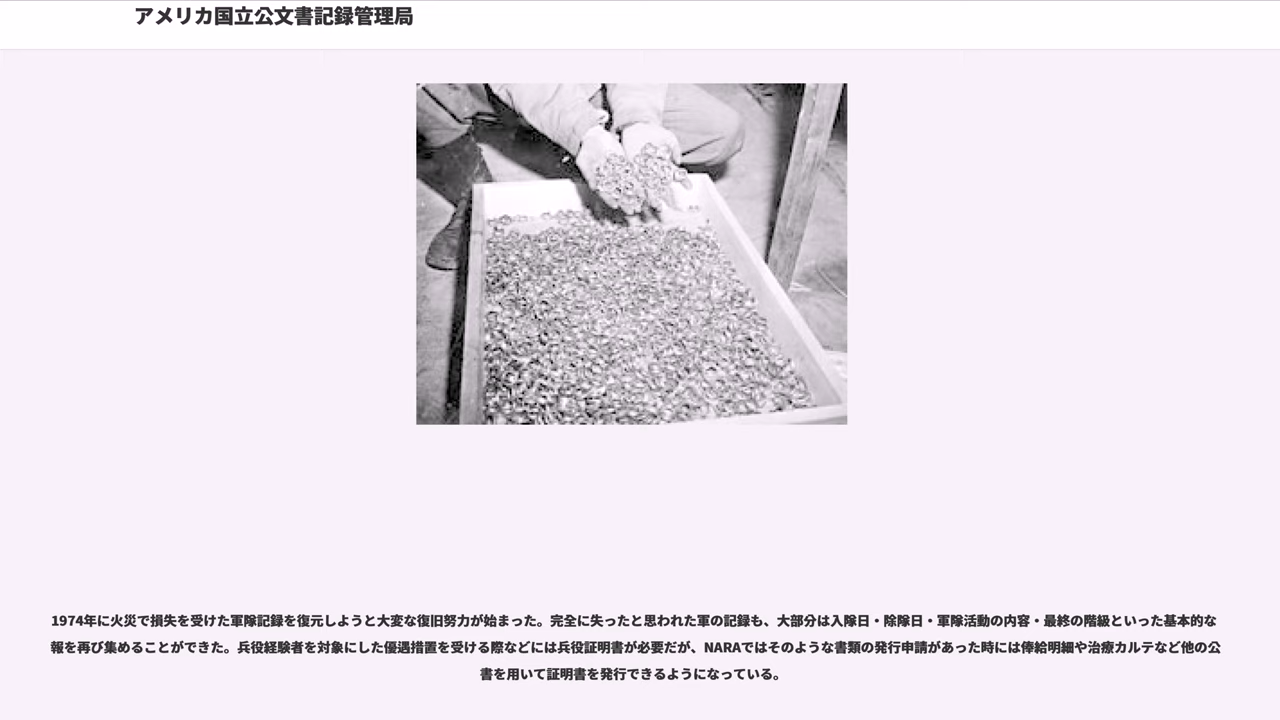 アメリカ国立公文書記録管理局
1974年に火災で損失を受けた軍隊記録を復元しようと大変な復旧努力が始まった。完全に失ったと思われた軍の記録も、大部分は入隊日・除隊日・軍隊活動の内容・最終の階級といった基本的な
報を再び集めることができた。兵役経験者を対象にした優遇措置を受ける際などには兵役証明書が必要だが、NARAではそのような書類の発行申請があった時には俸給明細や治療カルテなど他の公
書を用いて証明書を発行できるようになっている。